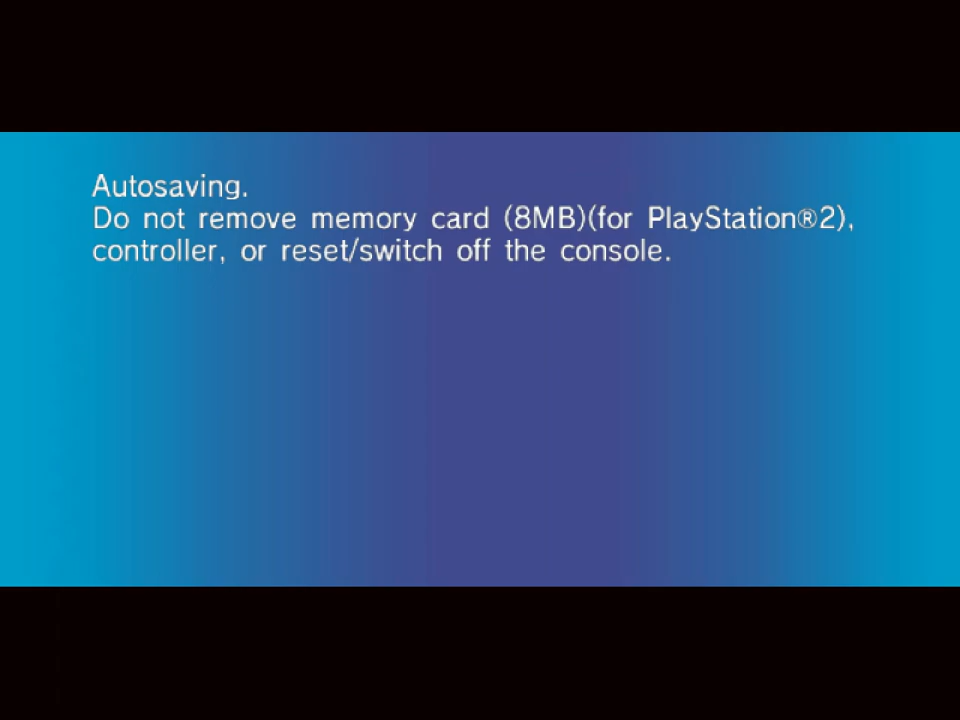 Autosaving.
Do not remove memory card (8MB)(for PlayStation®2),
controller, or reset/switch off the console.